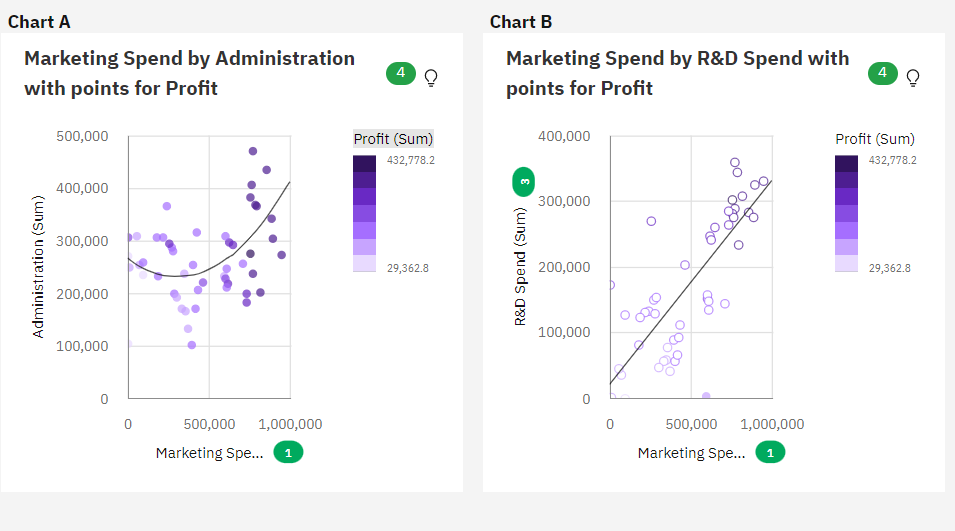 Chart A
Marketing Spend by Administration
with points for Profit
4
Profit (Sum)
432,778.2
29,362.8
Administration (Sum)
500,000
400,000
300,000
200,000
100,000
0
0
500,000
1,000,000
Marketing Spe...
1
Chart B
Marketing Spend by R&D Spend with
points for Profit
4
Profit (Sum)
432,778.2
29,362.8
3
R&D Spend (Sum)
400,000
300,000
200,000
100,000
0
0
500,000
1,000,000
Marketing Spe...
1